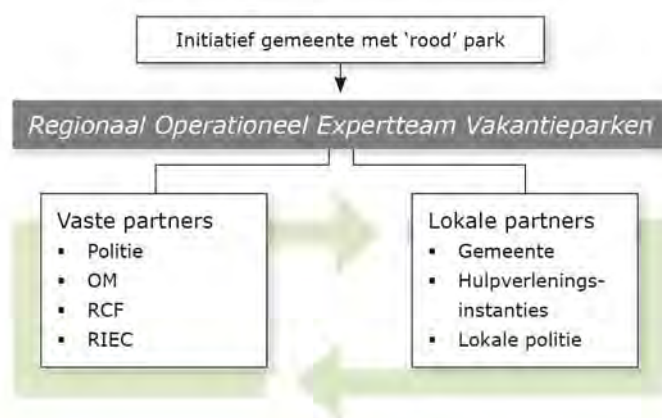 Initiatief gemeente met ‘rood’ park
Regionaal Operationeel Expertteam Vakantieparken
Vaste partners
▪ Politie
▪ OM
▪ RCF
▪ RIEC
Lokale partners
▪ Gemeente
▪ Hulpverlenings-
instanties
▪ Lokale politie